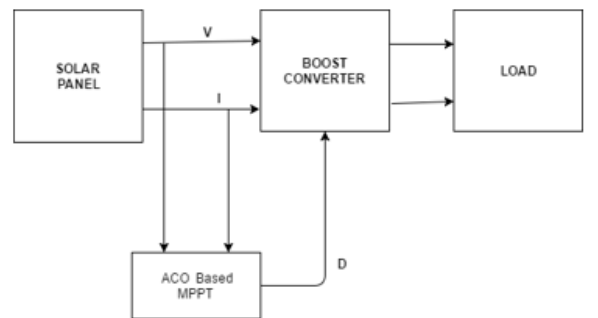 V
SOLAR
PANEL
BOOST
CONVERTER
LOAD
I
D
ACO Based
MPPT